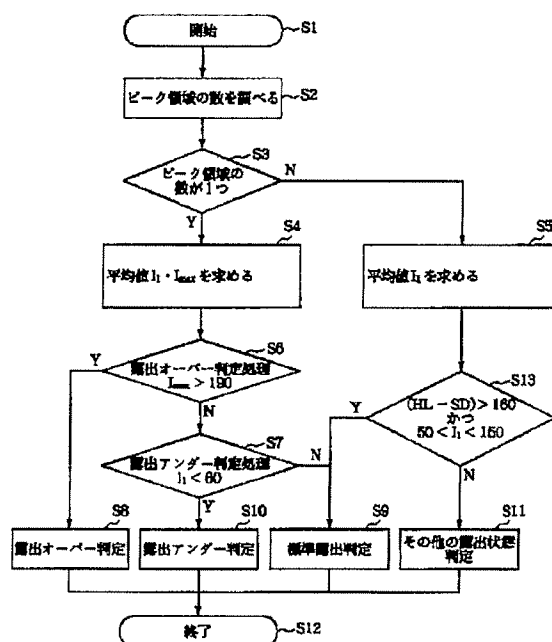 開始
S1
ピーク領域の数を調べる
S2
ピーク領域の
数が1つ
S3
N
Y
S4
平均値 I₁・Imaxを求める
S5
平均値 I₁を求める
S6
露出オーバー判定処理
Imax > 190
Y
N
S13
(HL－SD) > 160
かつ
50 < I₁ < 150
Y
N
S7
露出アンダー判定処理
I₁ < 60
N
Y
S8
露出オーバー判定
S10
露出アンダー判定
S9
標準露出判定
S11
その他の露出状態
判定
終了
S12